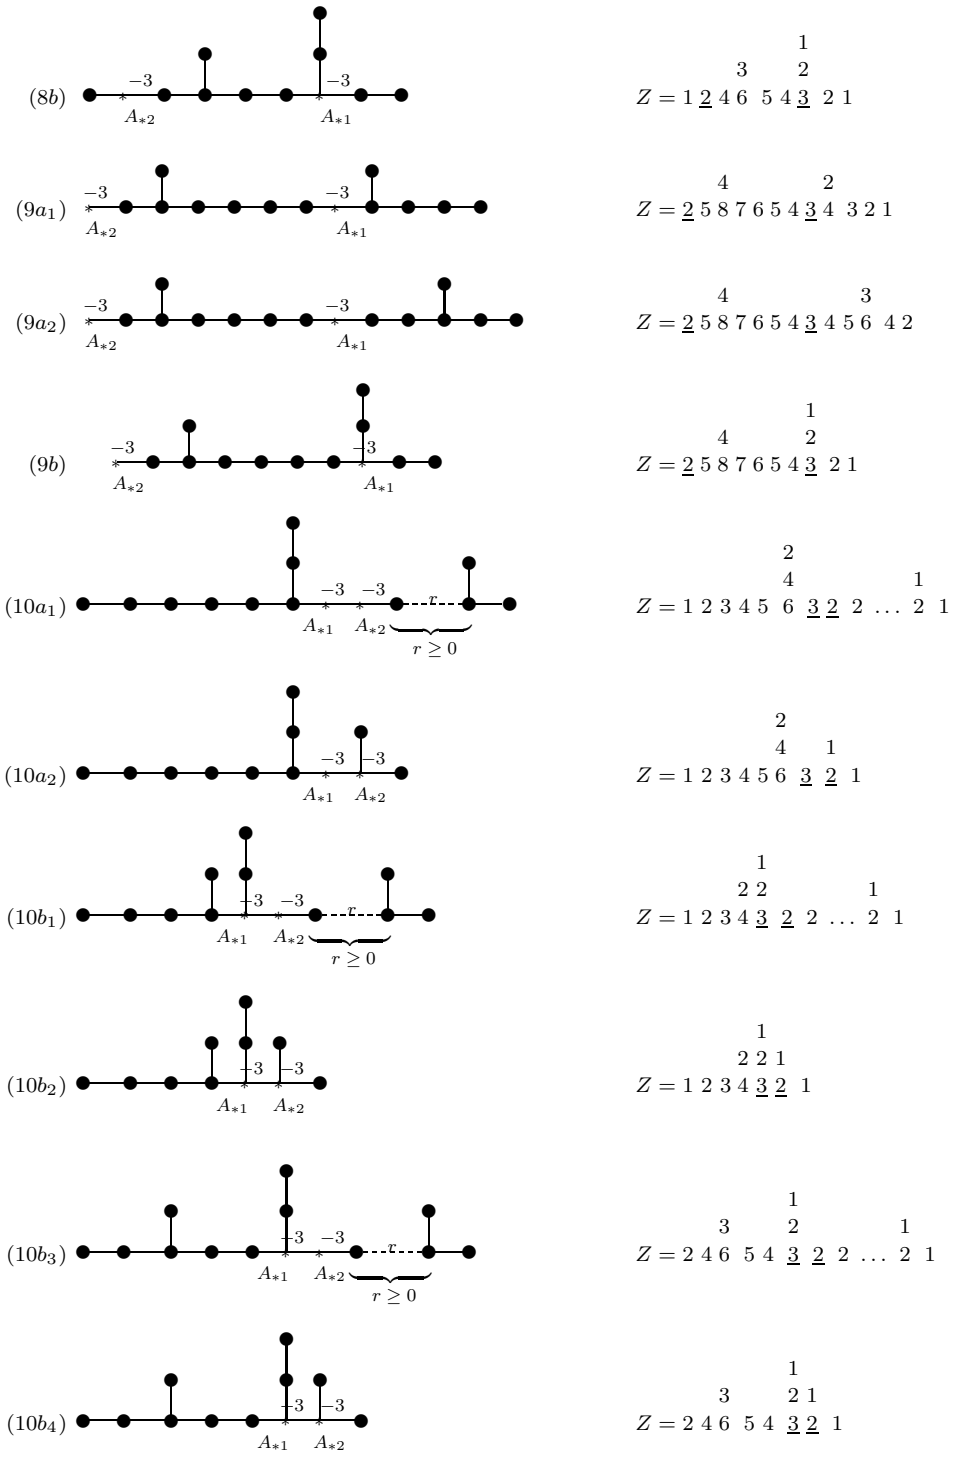 1
−3 −3 3 2
(8b) * * Z = 1 2 4 6 5 4 3 2 1
A∗2 A∗1
−3 −3 4 2
(9a1) * * Z = 2 5 8 7 6 5 4 3 4 3 2 1
A∗2 A∗1
−3 −3 4 3
(9a2) * * Z = 2 5 8 7 6 5 4 3 4 5 6 4 2
A∗2 A∗1
1
−3 −3 4 2
(9b) * * Z = 2 5 8 7 6 5 4 3 2 1
A∗2 A∗1
2
−3 −3 4 1
(10a1) * * r Z = 1 2 3 4 5 6 3 2 2 … 2 1
A∗1 A∗2
r ≥ 0
2
−3 −3 4 1
(10a2) * * Z = 1 2 3 4 5 6 3 2 1
A∗1 A∗2
1
−3 −3 2 2 1
(10b1) * * r Z = 1 2 3 4 3 2 2 … 2 1
A∗1 A∗2
r ≥ 0
1
−3 −3 2 2 1
(10b2) * * Z = 1 2 3 4 3 2 1
A∗1 A∗2
1
−3 −3 3 2 1
(10b3) * * r Z = 2 4 6 5 4 3 2 2 … 2 1
A∗1 A∗2
r ≥ 0
1
−3 −3 3 2 1
(10b4) * * Z = 2 4 6 5 4 3 2 1
A∗1 A∗2